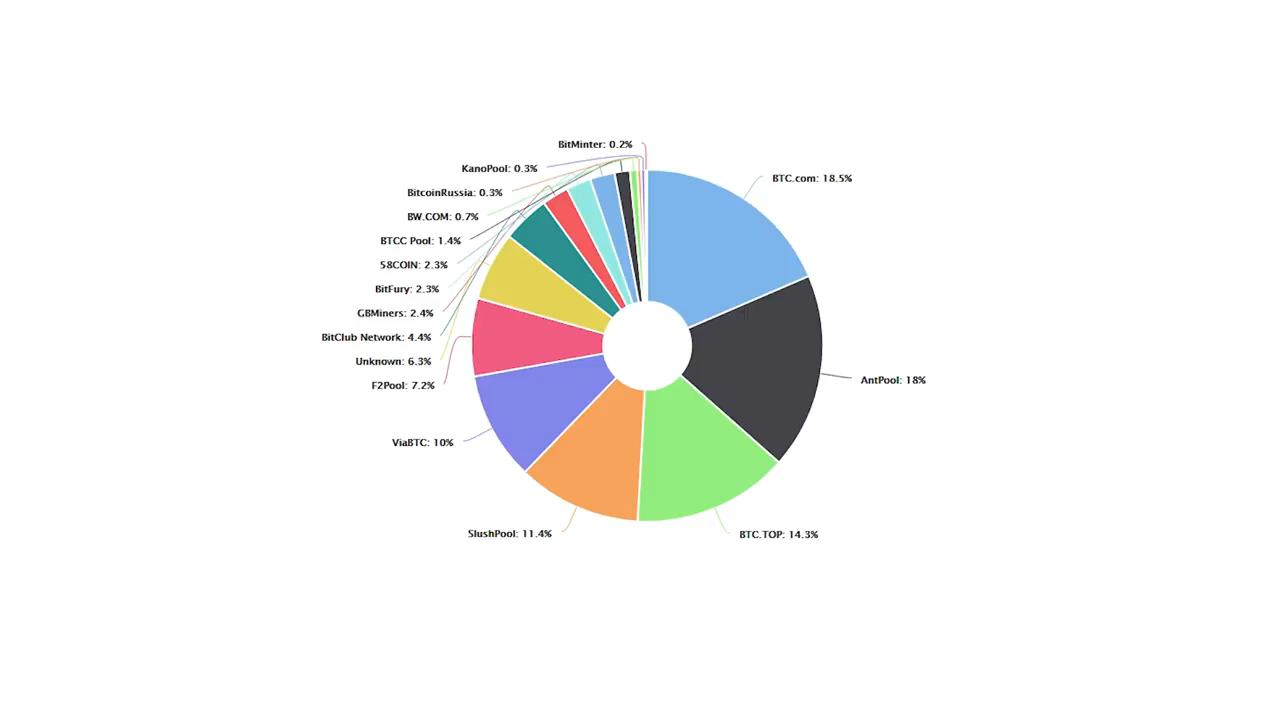 BitMinter: 0.2%
KanoPool: 0.3%
BTC.com: 18.5%
BitcoinRussia: 0.3%
BW.COM: 0.7%
BTCC Pool: 1.4%
58COIN: 2.3%
BitFury: 2.3%
GBMiners: 2.4%
BitClub Network: 4.4%
Unknown: 6.3%
AntPool: 18%
F2Pool: 7.2%
ViaBTC: 10%
SlushPool: 11.4%
BTC.TOP: 14.3%